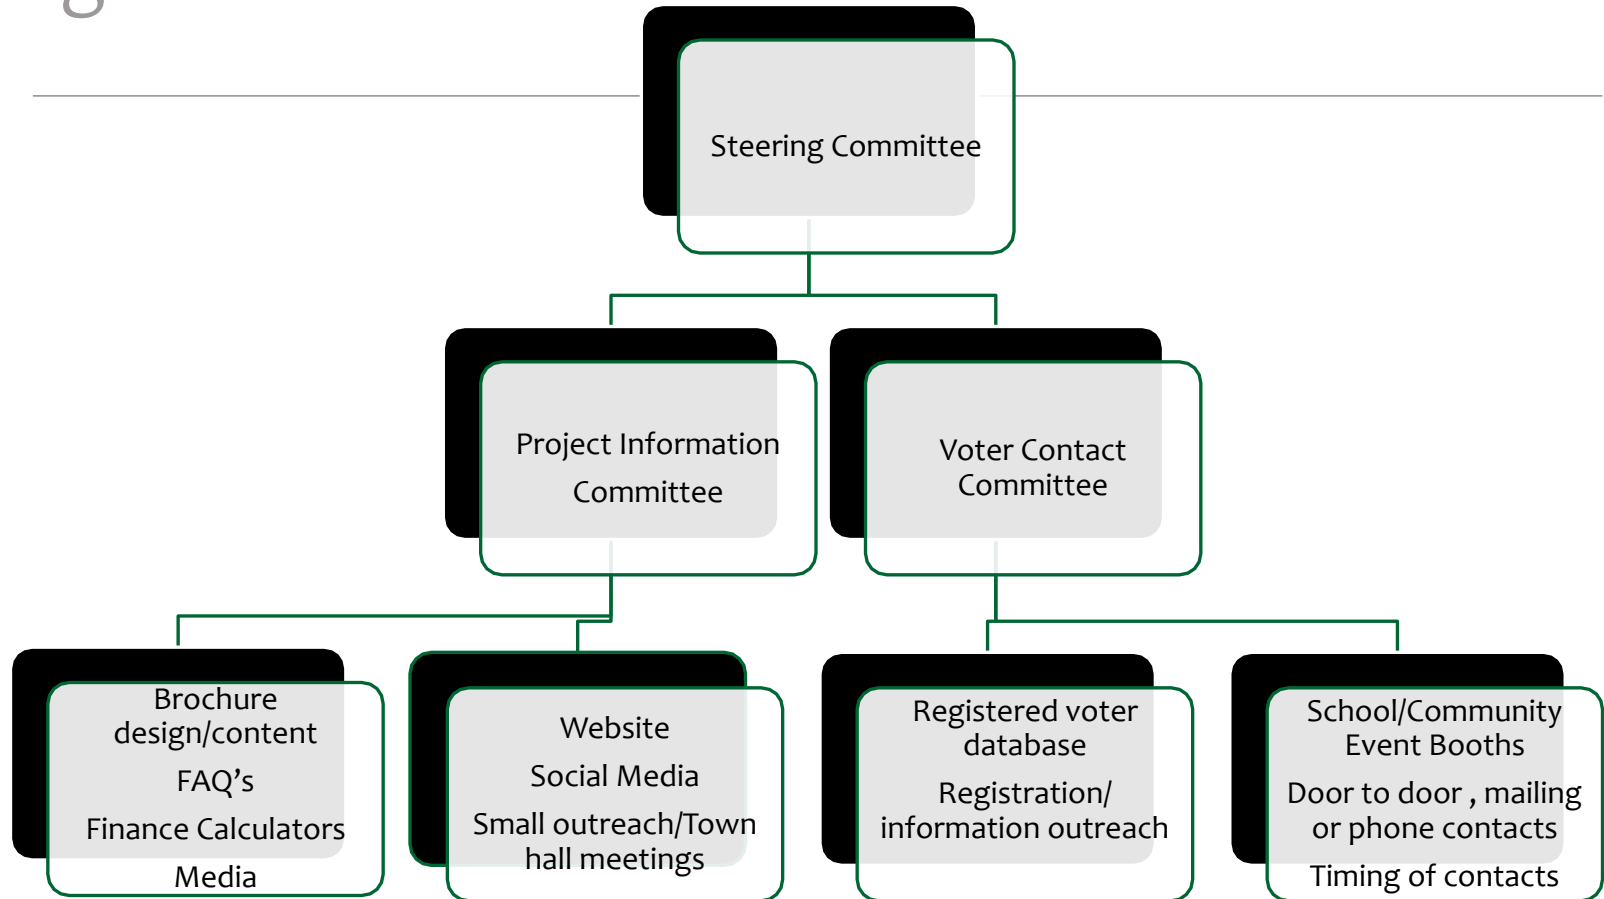 g
Steering Committee
Project Information
Committee
Voter Contact
Committee
Brochure
design/content
FAQ’s
Finance Calculators
Media
Website
Social Media
Small outreach/Town
hall meetings
Registered voter
database
Registration/
information outreach
School/Community
Event Booths
Door to door , mailing
or phone contacts
Timing of contacts